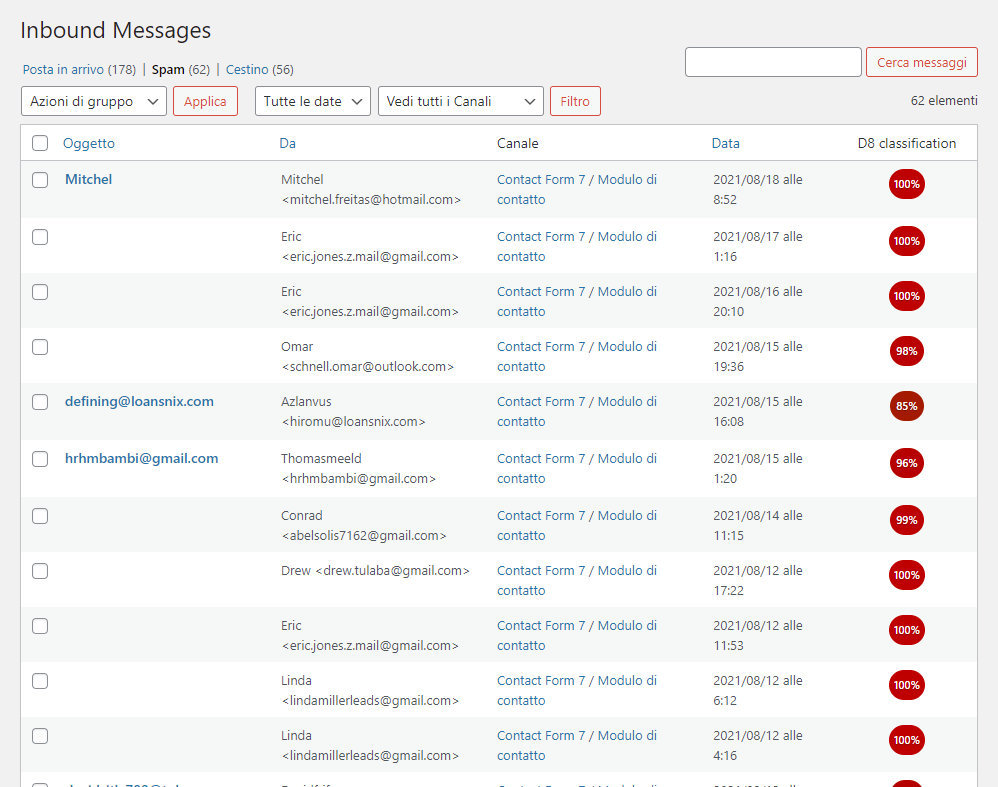 Inbound Messages
Posta in arrivo (178) | Spam (62) | Cestino (56)
Cerca messaggi
Azioni di gruppo Applica Tutte le date Vedi tutti i Canali Filtro 62 elementi
Oggetto Da Canale Data D8 classification
Mitchel Mitchel Contact Form 7 / Modulo di 2021/08/18 alle 100%
<mitchel.freitas@hotmail.com> contatto 8:52
Eric Contact Form 7 / Modulo di 2021/08/17 alle 100%
<eric.jones.z.mail@gmail.com> contatto 1:16
Eric Contact Form 7 / Modulo di 2021/08/16 alle 100%
<eric.jones.z.mail@gmail.com> contatto 20:10
Omar Contact Form 7 / Modulo di 2021/08/15 alle 98%
<schnell.omar@outlook.com> contatto 19:36
defining@loansnix.com Azlanvus Contact Form 7 / Modulo di 2021/08/15 alle 85%
<hiromu@loansnix.com> contatto 16:08
hrhmbambi@gmail.com Thomasmeeld Contact Form 7 / Modulo di 2021/08/15 alle 96%
<hrhmbambi@gmail.com> contatto 1:20
Conrad Contact Form 7 / Modulo di 2021/08/14 alle 99%
<abelsolis7162@gmail.com> contatto 11:15
Drew <drew.tulaba@gmail.com> Contact Form 7 / Modulo di 2021/08/12 alle 100%
contatto 17:22
Eric Contact Form 7 / Modulo di 2021/08/12 alle 100%
<eric.jones.z.mail@gmail.com> contatto 11:53
Linda Contact Form 7 / Modulo di 2021/08/12 alle 100%
<lindamillerleads@gmail.com> contatto 6:12
Linda Contact Form 7 / Modulo di 2021/08/12 alle 100%
<lindamillerleads@gmail.com> contatto 4:16